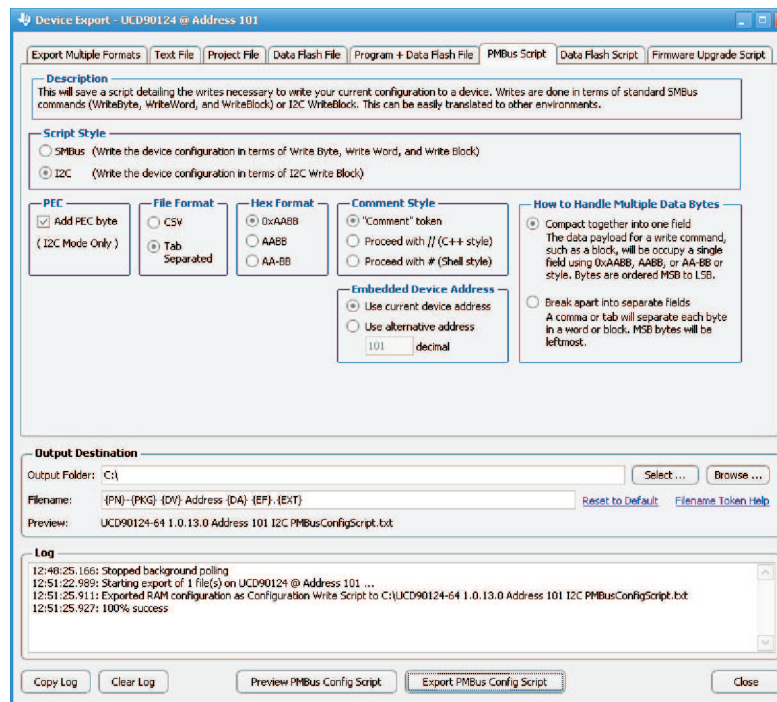 Device Export - UCD90124 @ Address 101
Export Multiple Formats Text File Project File Data Flash File Program + Data Flash File PMBus Script Data Flash Script Firmware Upgrade Script
Description
This will save a script detailing the writes necessary to write your current configuration to a device. Writes are done in terms of standard SMBus
commands (WriteByte, WriteWord, and WriteBlock) or I2C WriteBlock. This can be easily translated to other environments.
Script Style
SMBus (Write the device configuration in terms of Write Byte, Write Word, and Write Block)
I2C (Write the device configuration in terms of I2C Write Block)
PEC
Add PEC byte
( I2C Mode Only )
File Format
CSV
Tab
Separated
Hex Format
0xAABB
AABB
AA-BB
Comment Style
"Comment" token
Proceed with // (C++ style)
Proceed with # (Shell style)
Embedded Device Address
Use current device address
Use alternative address
101 decimal
How to Handle Multiple Data Bytes
Compact together into one field
The data payload for a write command,
such as a block, will be occupy a single
field using 0xAABB, AABB, or AA-BB or
style. Bytes are ordered MSB to LSB.
Break apart into separate fields
A comma or tab will separate each byte
in a word or block. MSB bytes will be
leftmost.
Output Destination
Output Folder: C:\ Select ... Browse ...
Filename: {PN}-{PKG} {DV} Address {DA} {EF}.{EXT} Reset to Default Filename Token Help
Preview: UCD90124-64 1.0.13.0 Address 101 I2C PMBusConfigScript.txt
Log
12:48:25.166: Stopped background polling
12:51:22.989: Starting export of 1 file(s) on UCD90124 @ Address 101 ...
12:51:25.911: Exported RAM configuration as Configuration Write Script to C:\UCD90124-64 1.0.13.0 Address 101 I2C PMBusConfigScript.txt
12:51:25.927: 100% success
Copy Log Clear Log Preview PMBus Config Script Export PMBus Config Script Close